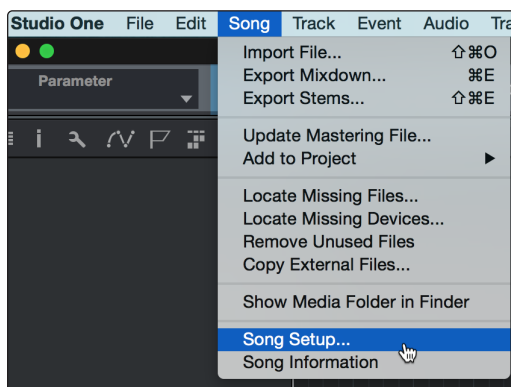 Studio One File Edit Song Track Event Audio Tra
Parameter
Import File... ⇧⌘O
Export Mixdown... ⌘E
Export Stems... ⇧⌘E
Update Mastering File...
Add to Project
Locate Missing Files...
Locate Missing Devices...
Remove Unused Files
Copy External Files...
Show Media Folder in Finder
Song Setup...
Song Information